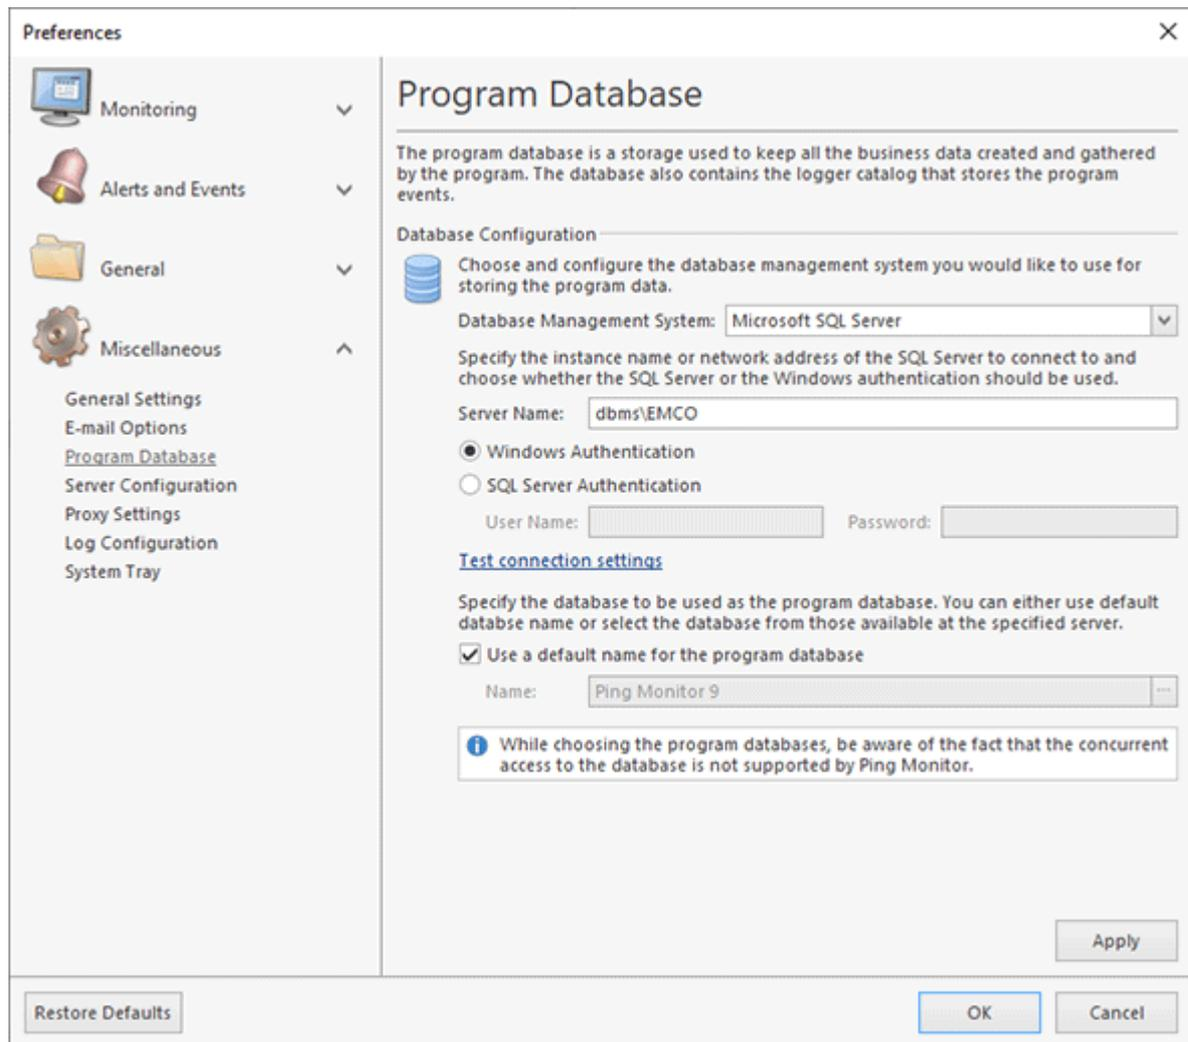 Preferences
Monitoring
Alerts and Events
General
Miscellaneous
General Settings
E-mail Options
Program Database
Server Configuration
Proxy Settings
Log Configuration
System Tray
Program Database
The program database is a storage used to keep all the business data created and gathered
by the program. The database also contains the logger catalog that stores the program
events.
Database Configuration
Choose and configure the database management system you would like to use for
storing the program data.
Database Management System: Microsoft SQL Server
Specify the instance name or network address of the SQL Server to connect to and
choose whether the SQL Server or the Windows authentication should be used.
Server Name: dbms\EMCO
Windows Authentication
SQL Server Authentication
User Name: Password:
Test connection settings
Specify the database to be used as the program database. You can either use default
databse name or select the database from those available at the specified server.
Use a default name for the program database
Name: Ping Monitor 9 ...
While choosing the program databases, be aware of the fact that the concurrent
access to the database is not supported by Ping Monitor.
Apply
Restore Defaults OK Cancel